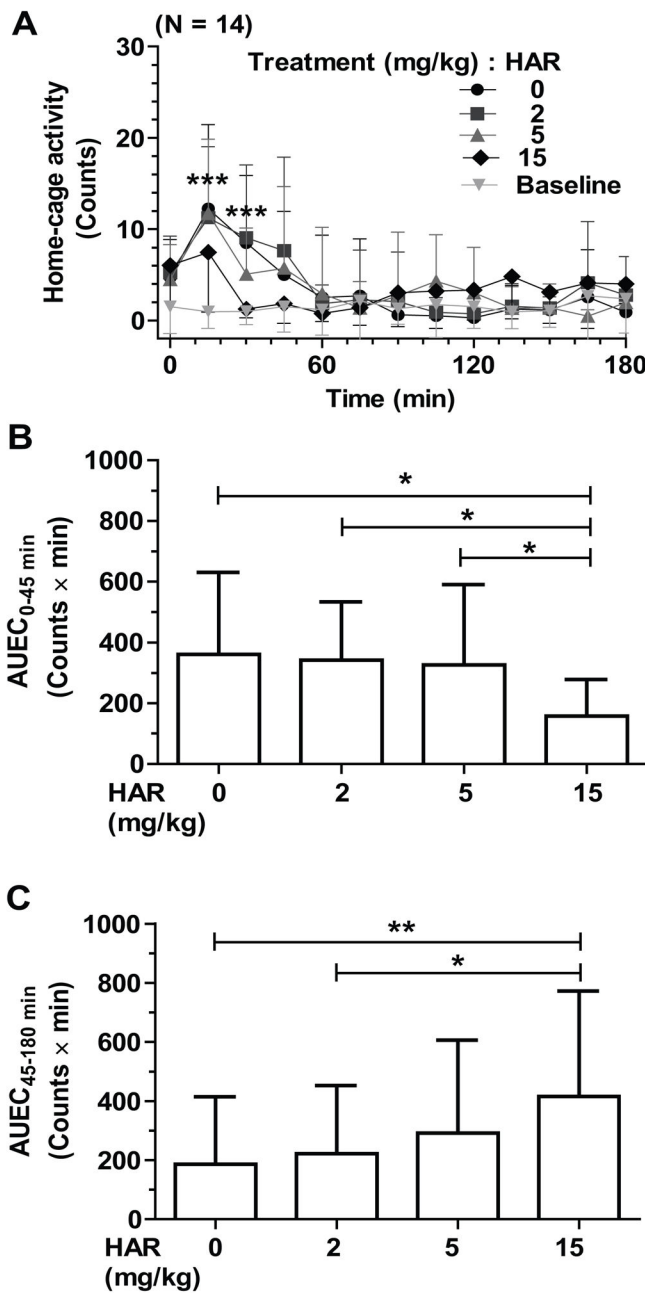 A
(N = 14)
Treatment (mg/kg) : HAR
0
2
5
15
Baseline
Home-cage activity
(Counts)
30
20
10
0
***
***
0 60 120 180
Time (min)
B
AUEC0-45 min
(Counts × min)
1000
800
600
400
200
0
*
*
*
HAR 0 2 5 15
(mg/kg)
C
AUEC45-180 min
(Counts × min)
1000
800
600
400
200
0
**
*
HAR 0 2 5 15
(mg/kg)